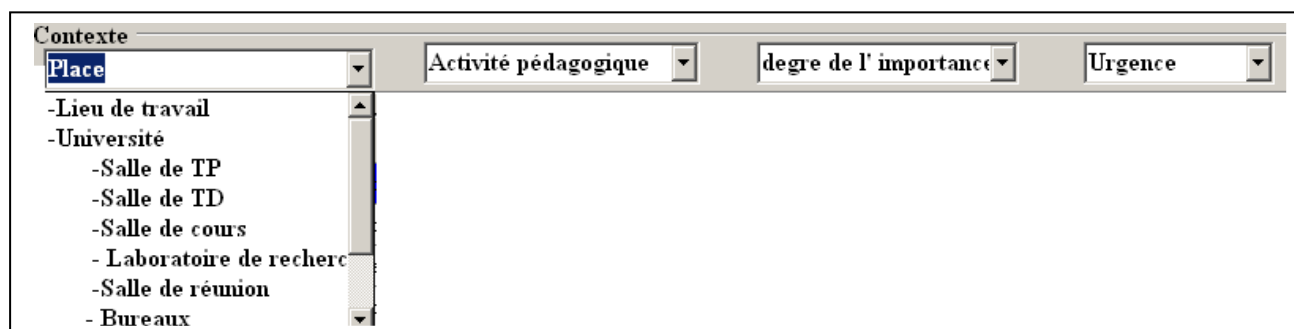 Contexte
Place Activité pédagogique degre de l' importance Urgence
-Lieu de travail
-Université
-Salle de TP
-Salle de TD
-Salle de cours
- Laboratoire de recherc
-Salle de réunion
- Bureaux